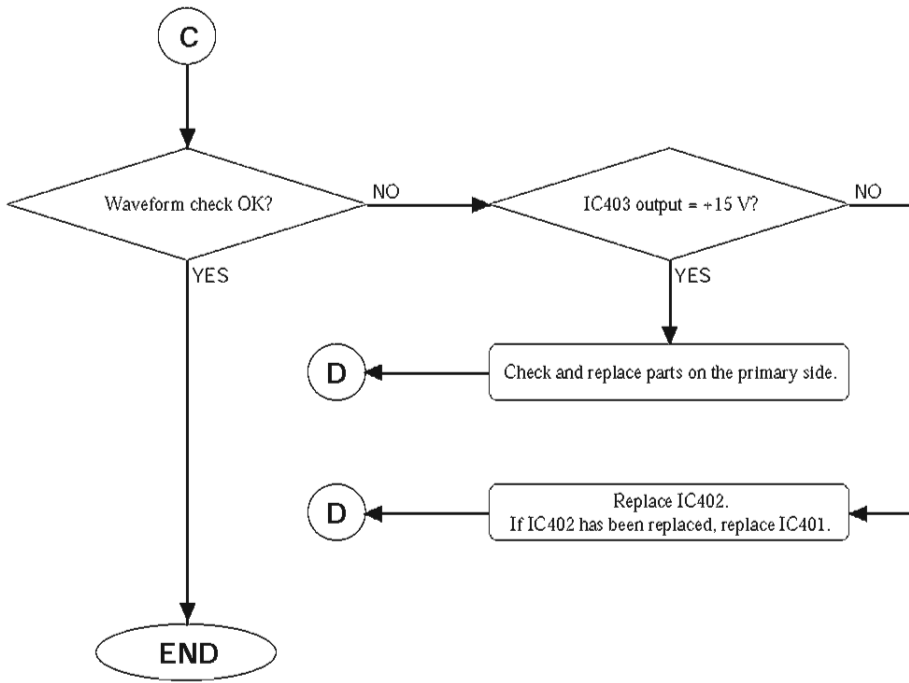 C
Waveform check OK?
NO
IC403 output = +15 V?
NO
YES
YES
D
Check and replace parts on the primary side.
D
Replace IC402.
If IC402 has been replaced, replace IC401.
END